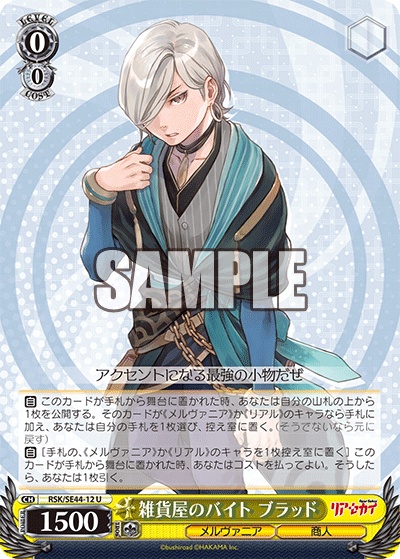 LEVEL
0
0
COST
SAMPLE
アクセントになる最強の小物だぜ
自 このカードが手札から舞台に置かれた時、あなたは自分の山札の上から
1枚を公開する。そのカードが《メルヴァニア》か《リアル》のキャラなら手札に
加え、あなたは自分の手札を1枚選び、控え室に置く。（そうでないなら元に
戻す）
自 [手札の、《メルヴァニア》か《リアル》のキャラを1枚控え室に置く] このカー
ドが手札から舞台に置かれた時、あなたはコストを払ってよい。そうした
ら、あなたは1枚引く。
CH RSK/SE44-12 U
POWER 1500
雑貨屋のバイト ブラッド
リアセカイ
メルヴァニア 商人
©bushiroad ©HAKAMA Inc.